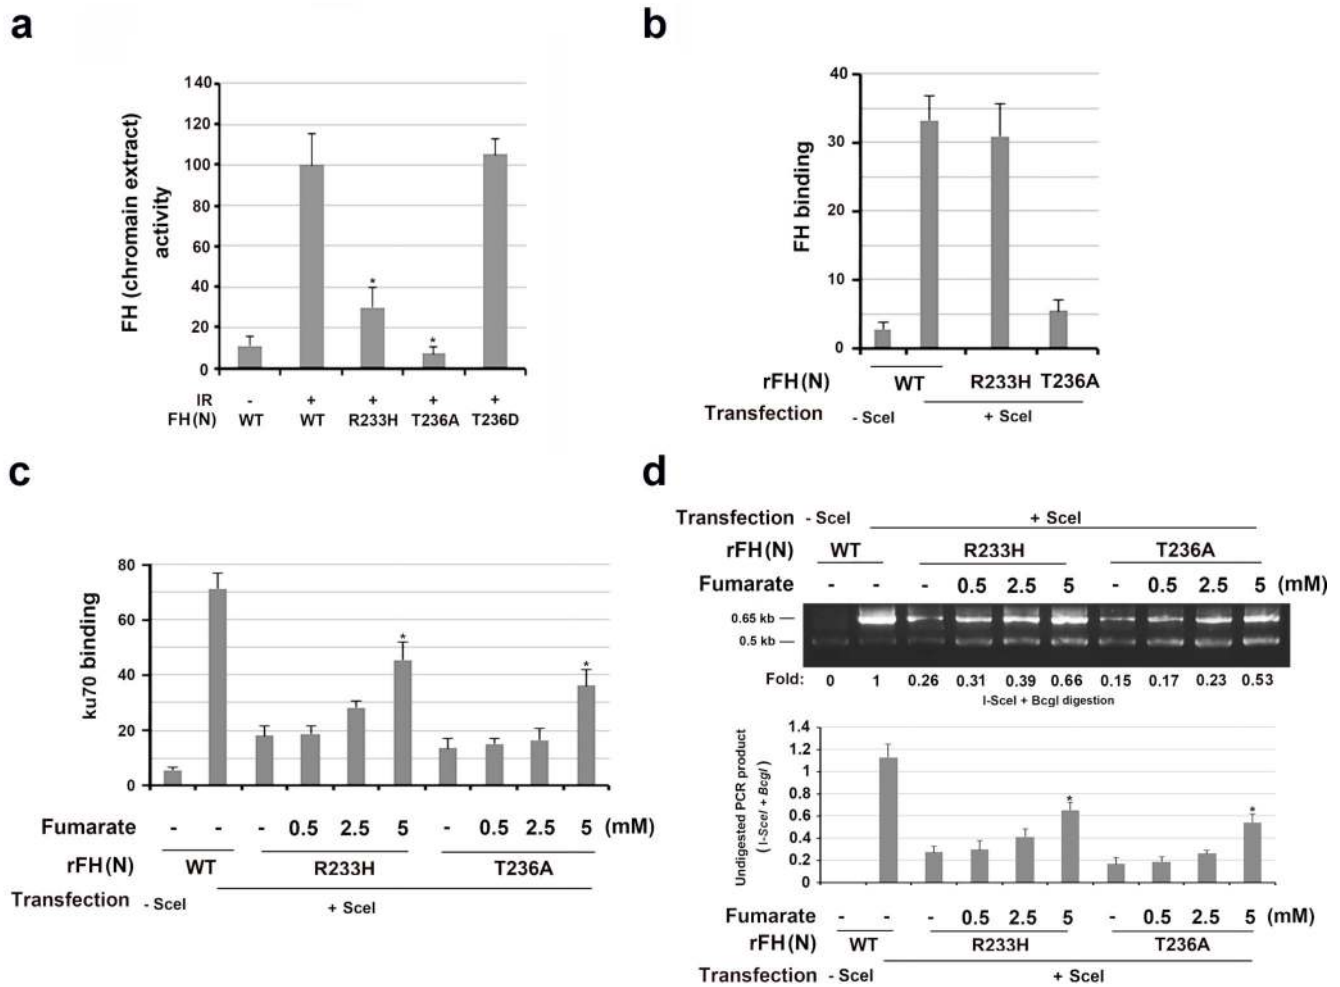 a
FH (chromain extract)
activity
140
120
100
80
60
40
20
0
*
*
IR - + + + +
FH(N) WT WT R233H T236A T236D
b
FH binding
40
30
20
10
0
rFH(N) WT R233H T236A
Transfection - SceI + SceI
c
ku70 binding
80
60
40
20
0
*
*
Fumarate - - - 0.5 2.5 5 - 0.5 2.5 5 (mM)
rFH(N) WT R233H T236A
Transfection - SceI + SceI
d
Transfection - SceI + SceI
rFH(N) WT R233H T236A
Fumarate - - - 0.5 2.5 5 - 0.5 2.5 5 (mM)
0.65 kb
0.5 kb
Fold: 0 1 0.26 0.31 0.39 0.66 0.15 0.17 0.23 0.53
I-SceI + BcgI digestion
Undigested PCR product
(I-SceI + BcgI)
1.4
1.2
1
0.8
0.6
0.4
0.2
0
*
*
Fumarate - - - 0.5 2.5 5 - 0.5 2.5 5 (mM)
rFH(N) WT R233H T236A
Transfection - SceI + SceI